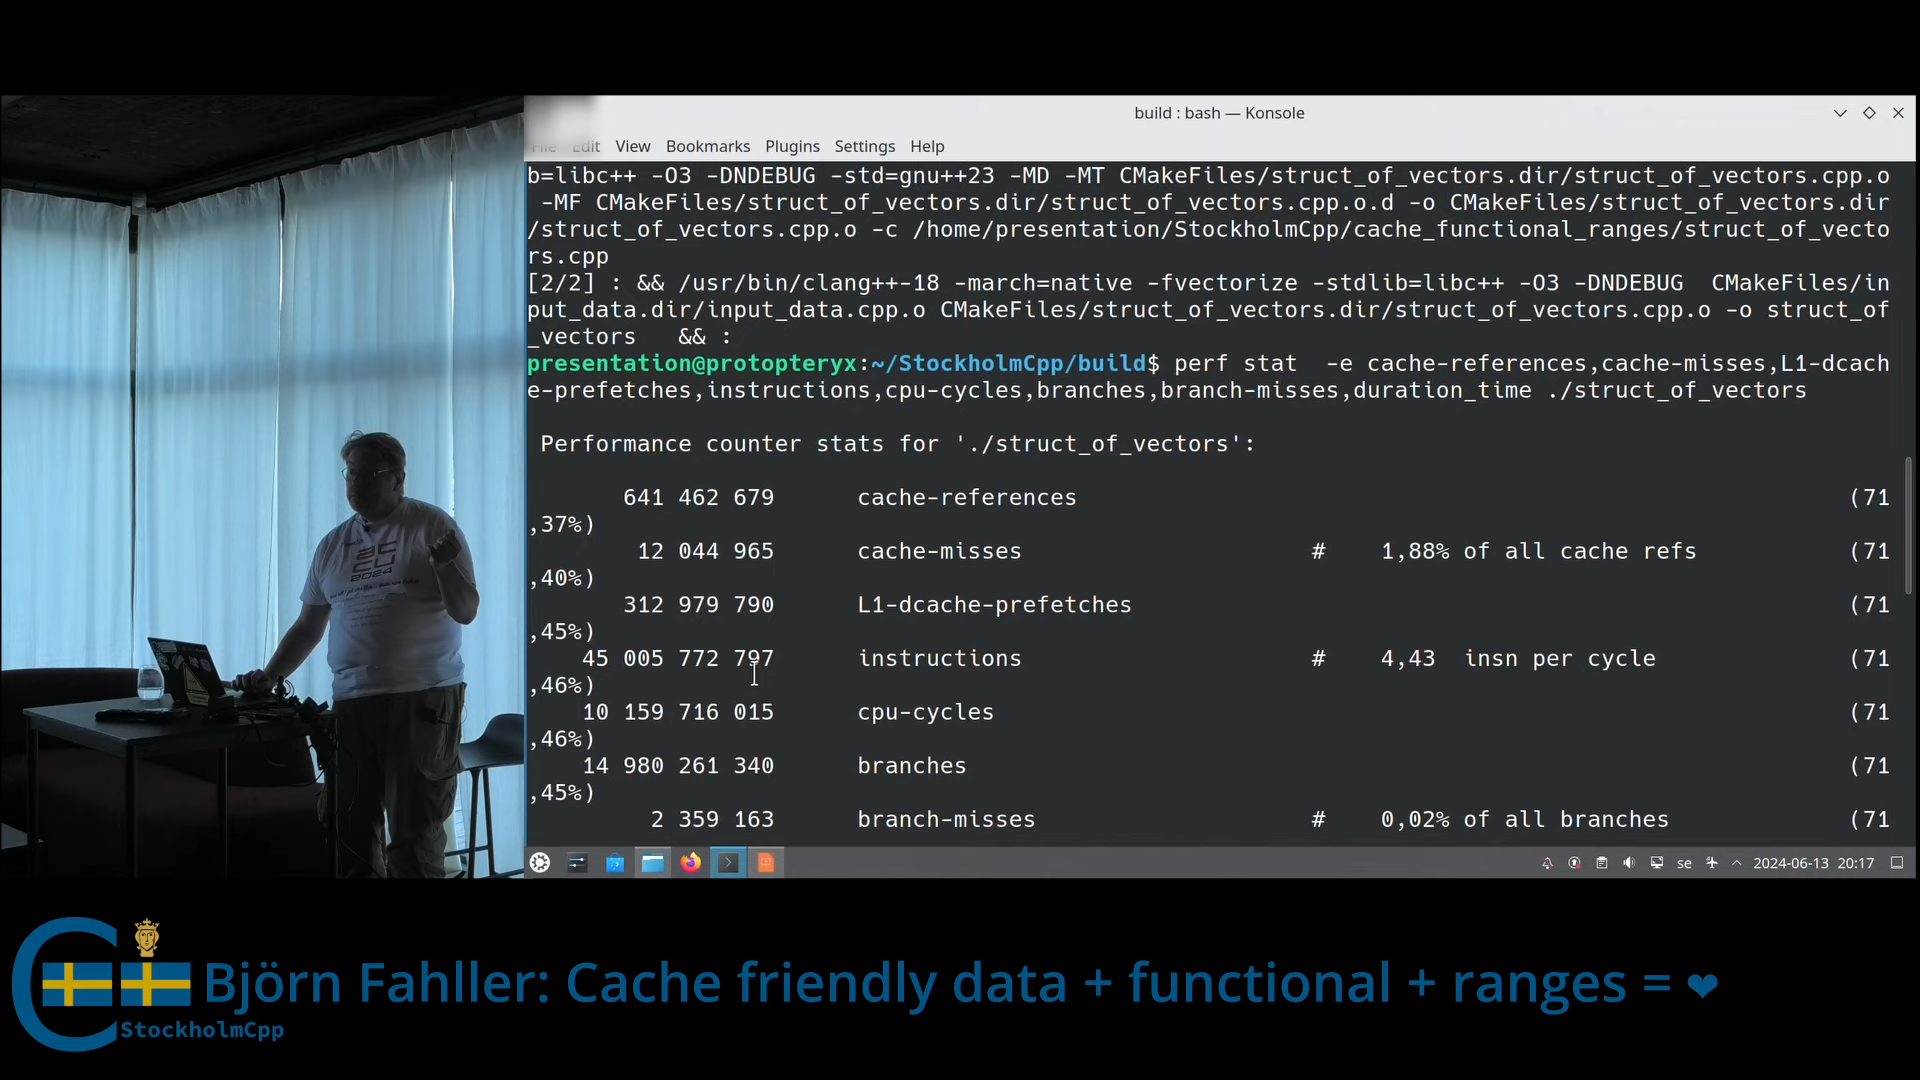 build : bash — Konsole
View Bookmarks Plugins Settings Help
b=libc++ -O3 -DNDEBUG -std=gnu++23 -MD -MT CMakeFiles/struct_of_vectors.dir/struct_of_vectors.cpp.o
-MF CMakeFiles/struct_of_vectors.dir/struct_of_vectors.cpp.o.d -o CMakeFiles/struct_of_vectors.dir
/struct_of_vectors.cpp.o -c /home/presentation/StockholmCpp/cache_functional_ranges/struct_of_vecto
rs.cpp
[2/2] : && /usr/bin/clang++-18 -march=native -fvectorize -stdlib=libc++ -O3 -DNDEBUG CMakeFiles/in
put_data.dir/input_data.cpp.o CMakeFiles/struct_of_vectors.dir/struct_of_vectors.cpp.o -o struct_of
_vectors && :
presentation@protopteryx:~/StockholmCpp/build$ perf stat -e cache-references,cache-misses,L1-dcach
e-prefetches,instructions,cpu-cycles,branches,branch-misses,duration_time ./struct_of_vectors
Performance counter stats for './struct_of_vectors':
641 462 679 cache-references (71
,37%)
12 044 965 cache-misses # 1,88% of all cache refs (71
,40%)
312 979 790 L1-dcache-prefetches (71
,45%)
45 005 772 797 instructions # 4,43 insn per cycle (71
,46%)
10 159 716 015 cpu-cycles (71
,46%)
14 980 261 340 branches (71
,45%)
2 359 163 branch-misses # 0,02% of all branches (71
se 2024-06-13 20:17
accu
2024
Björn Fahller: Cache friendly data + functional + ranges = ❤
StockholmCpp